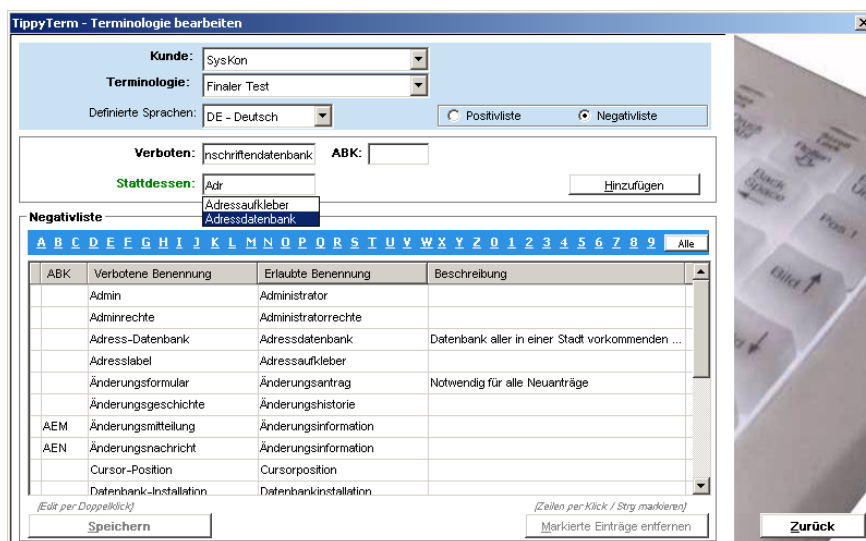 TippyTerm - Terminologie bearbeiten
Kunde: SysKon
Terminologie: Finaler Test
Definierte Sprachen: DE - Deutsch
Positivliste Negativliste
Verboten: nschriftendatenbank ABK:
Stattdessen: Adr
Hinzufügen
Adressaufkleber
Adressdatenbank
Negativliste
A B C D E F G H I J K L M N O P Q R S T U V W X Y Z 0 1 2 3 4 5 6 7 8 9 Alle
ABK Verbotene Benennung Erlaubte Benennung Beschreibung
Admin Administrator
Adminrechte Administratorrechte
Adress-Datenbank Adressdatenbank Datenbank aller in einer Stadt vorkommenden ...
Adresslabel Adressaufkleber
Änderungsformular Änderungsantrag Notwendig für alle Neuanträge
Änderungsgeschichte Änderungshistorie
AEM Änderungsmitteilung Änderungsinformation
AEN Änderungsnachricht Änderungsinformation
Cursor-Position Cursorposition
Datenbank-Installation Datenbankinstallation
(Edit per Doppelklick) (Zeilen per Klick / Strg markieren)
Speichern Markierte Einträge entfernen Zurück
Rollen
Back Space
Pos 1
Bild